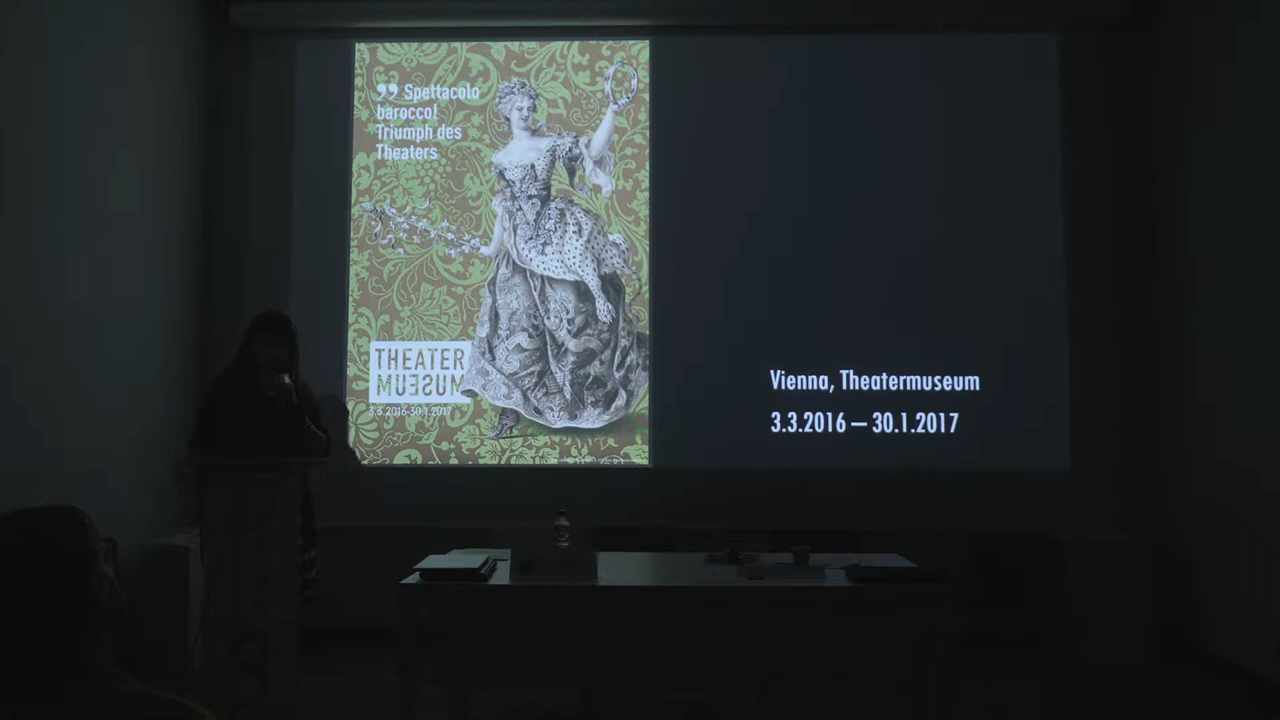 ” Spettacolo
barocco!
Triumph des
Theaters
THEATER
MUSEUM
3.3.2016-30.1.2017
Vienna, Theatermuseum
3.3.2016 – 30.1.2017